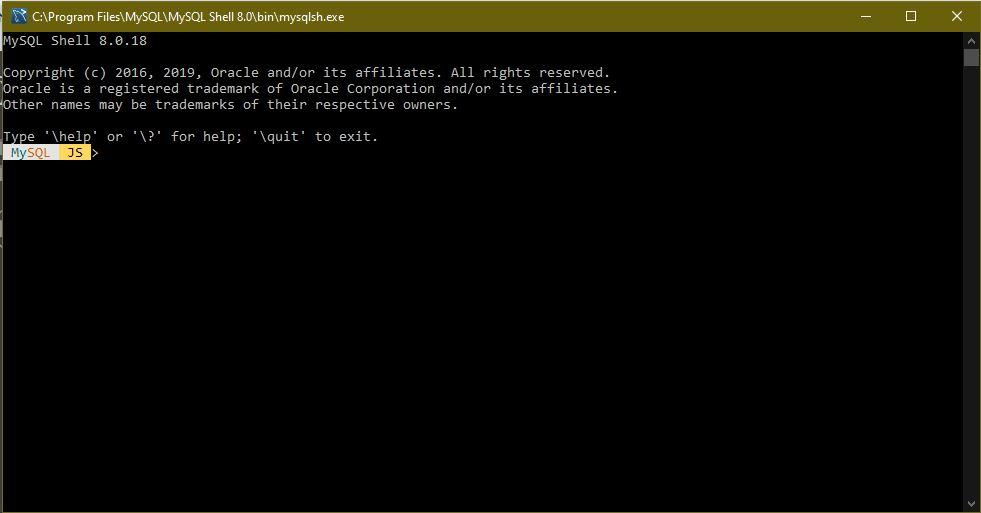 C:\Program Files\MySQL\MySQL Shell 8.0\bin\mysqlsh.exe
MySQL Shell 8.0.18
Copyright (c) 2016, 2019, Oracle and/or its affiliates. All rights reserved.
Oracle is a registered trademark of Oracle Corporation and/or its affiliates.
Other names may be trademarks of their respective owners.
Type '\help' or '\?' for help; '\quit' to exit.
MySQL JS >